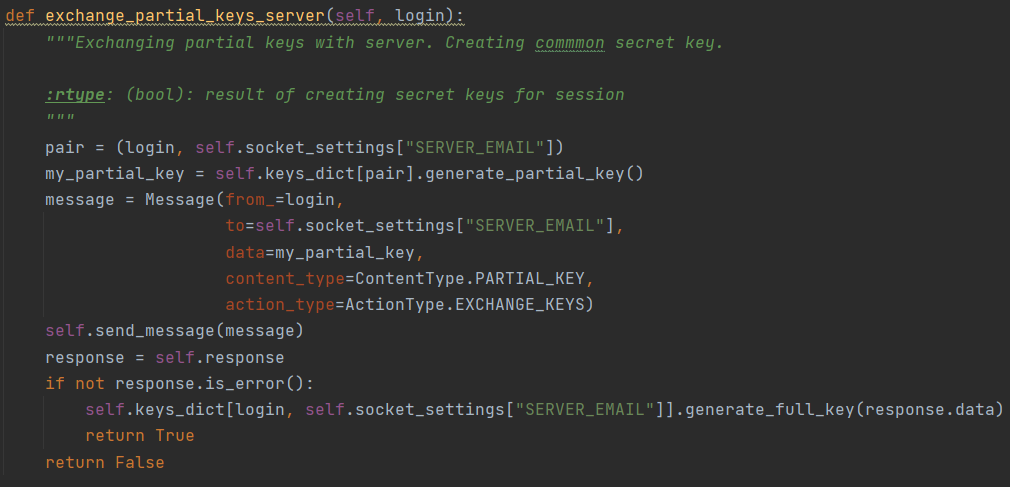 def exchange_partial_keys_server(self, login):
    """Exchanging partial keys with server. Creating commmon secret key.

    :rtype: (bool): result of creating secret keys for session
    """
    pair = (login, self.socket_settings["SERVER_EMAIL"])
    my_partial_key = self.keys_dict[pair].generate_partial_key()
    message = Message(from_=login,
                      to=self.socket_settings["SERVER_EMAIL"],
                      data=my_partial_key,
                      content_type=ContentType.PARTIAL_KEY,
                      action_type=ActionType.EXCHANGE_KEYS)
    self.send_message(message)
    response = self.response
    if not response.is_error():
        self.keys_dict[login, self.socket_settings["SERVER_EMAIL"]].generate_full_key(response.data)
        return True
    return False